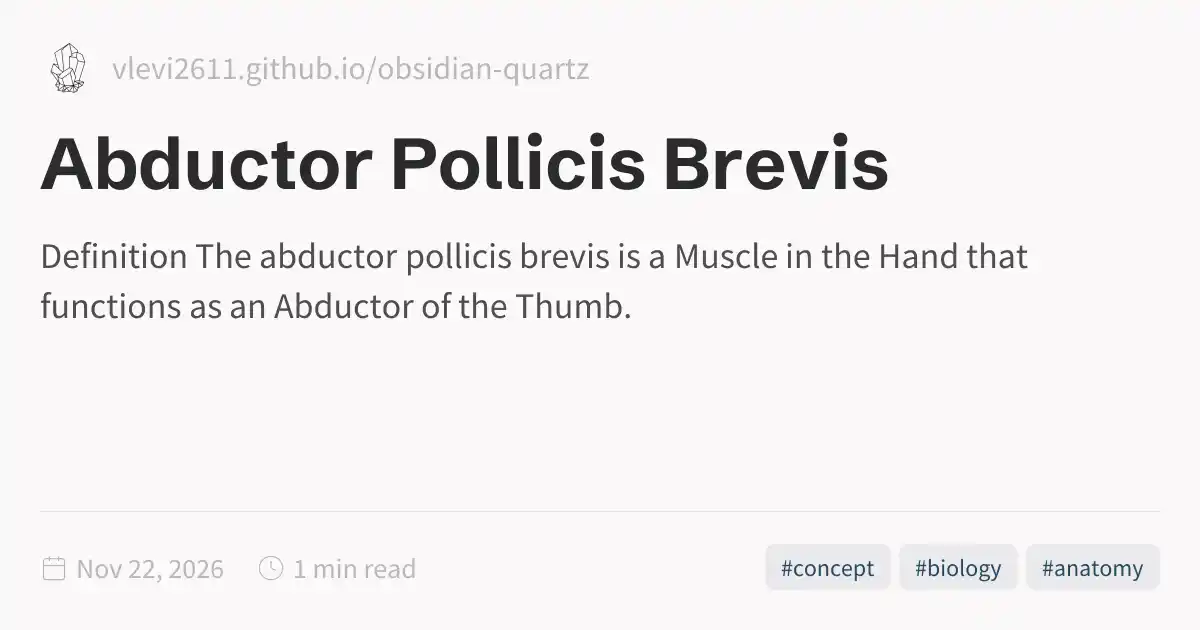 vlevi2611.github.io/obsidian-quartz
Abductor Pollicis Brevis
Definition The abductor pollicis brevis is a Muscle in the Hand that
functions as an Abductor of the Thumb.
Nov 22, 2026 1 min read #concept #biology #anatomy